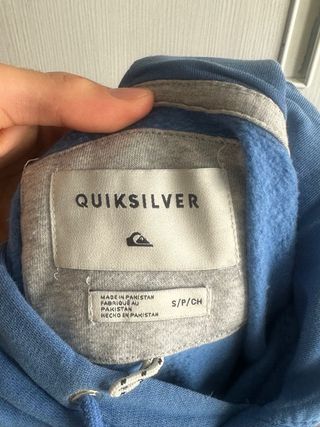 QUIKSILVER
MADE IN PAKISTAN
FABRIQUÉ AU
PAKISTAN
HECHO EN PAKISTAN
S/P/CH